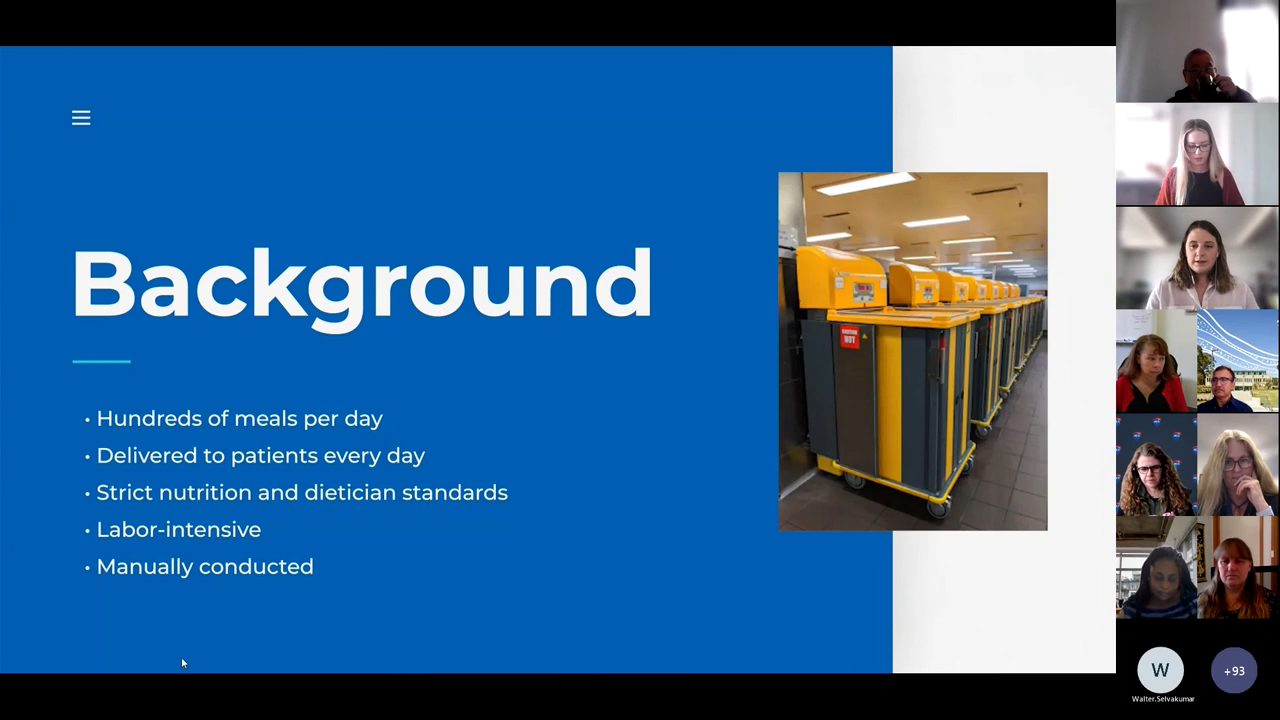 Background
• Hundreds of meals per day
• Delivered to patients every day
• Strict nutrition and dietician standards
• Labor-intensive
• Manually conducted
W
Walter.Selvakumar
+93